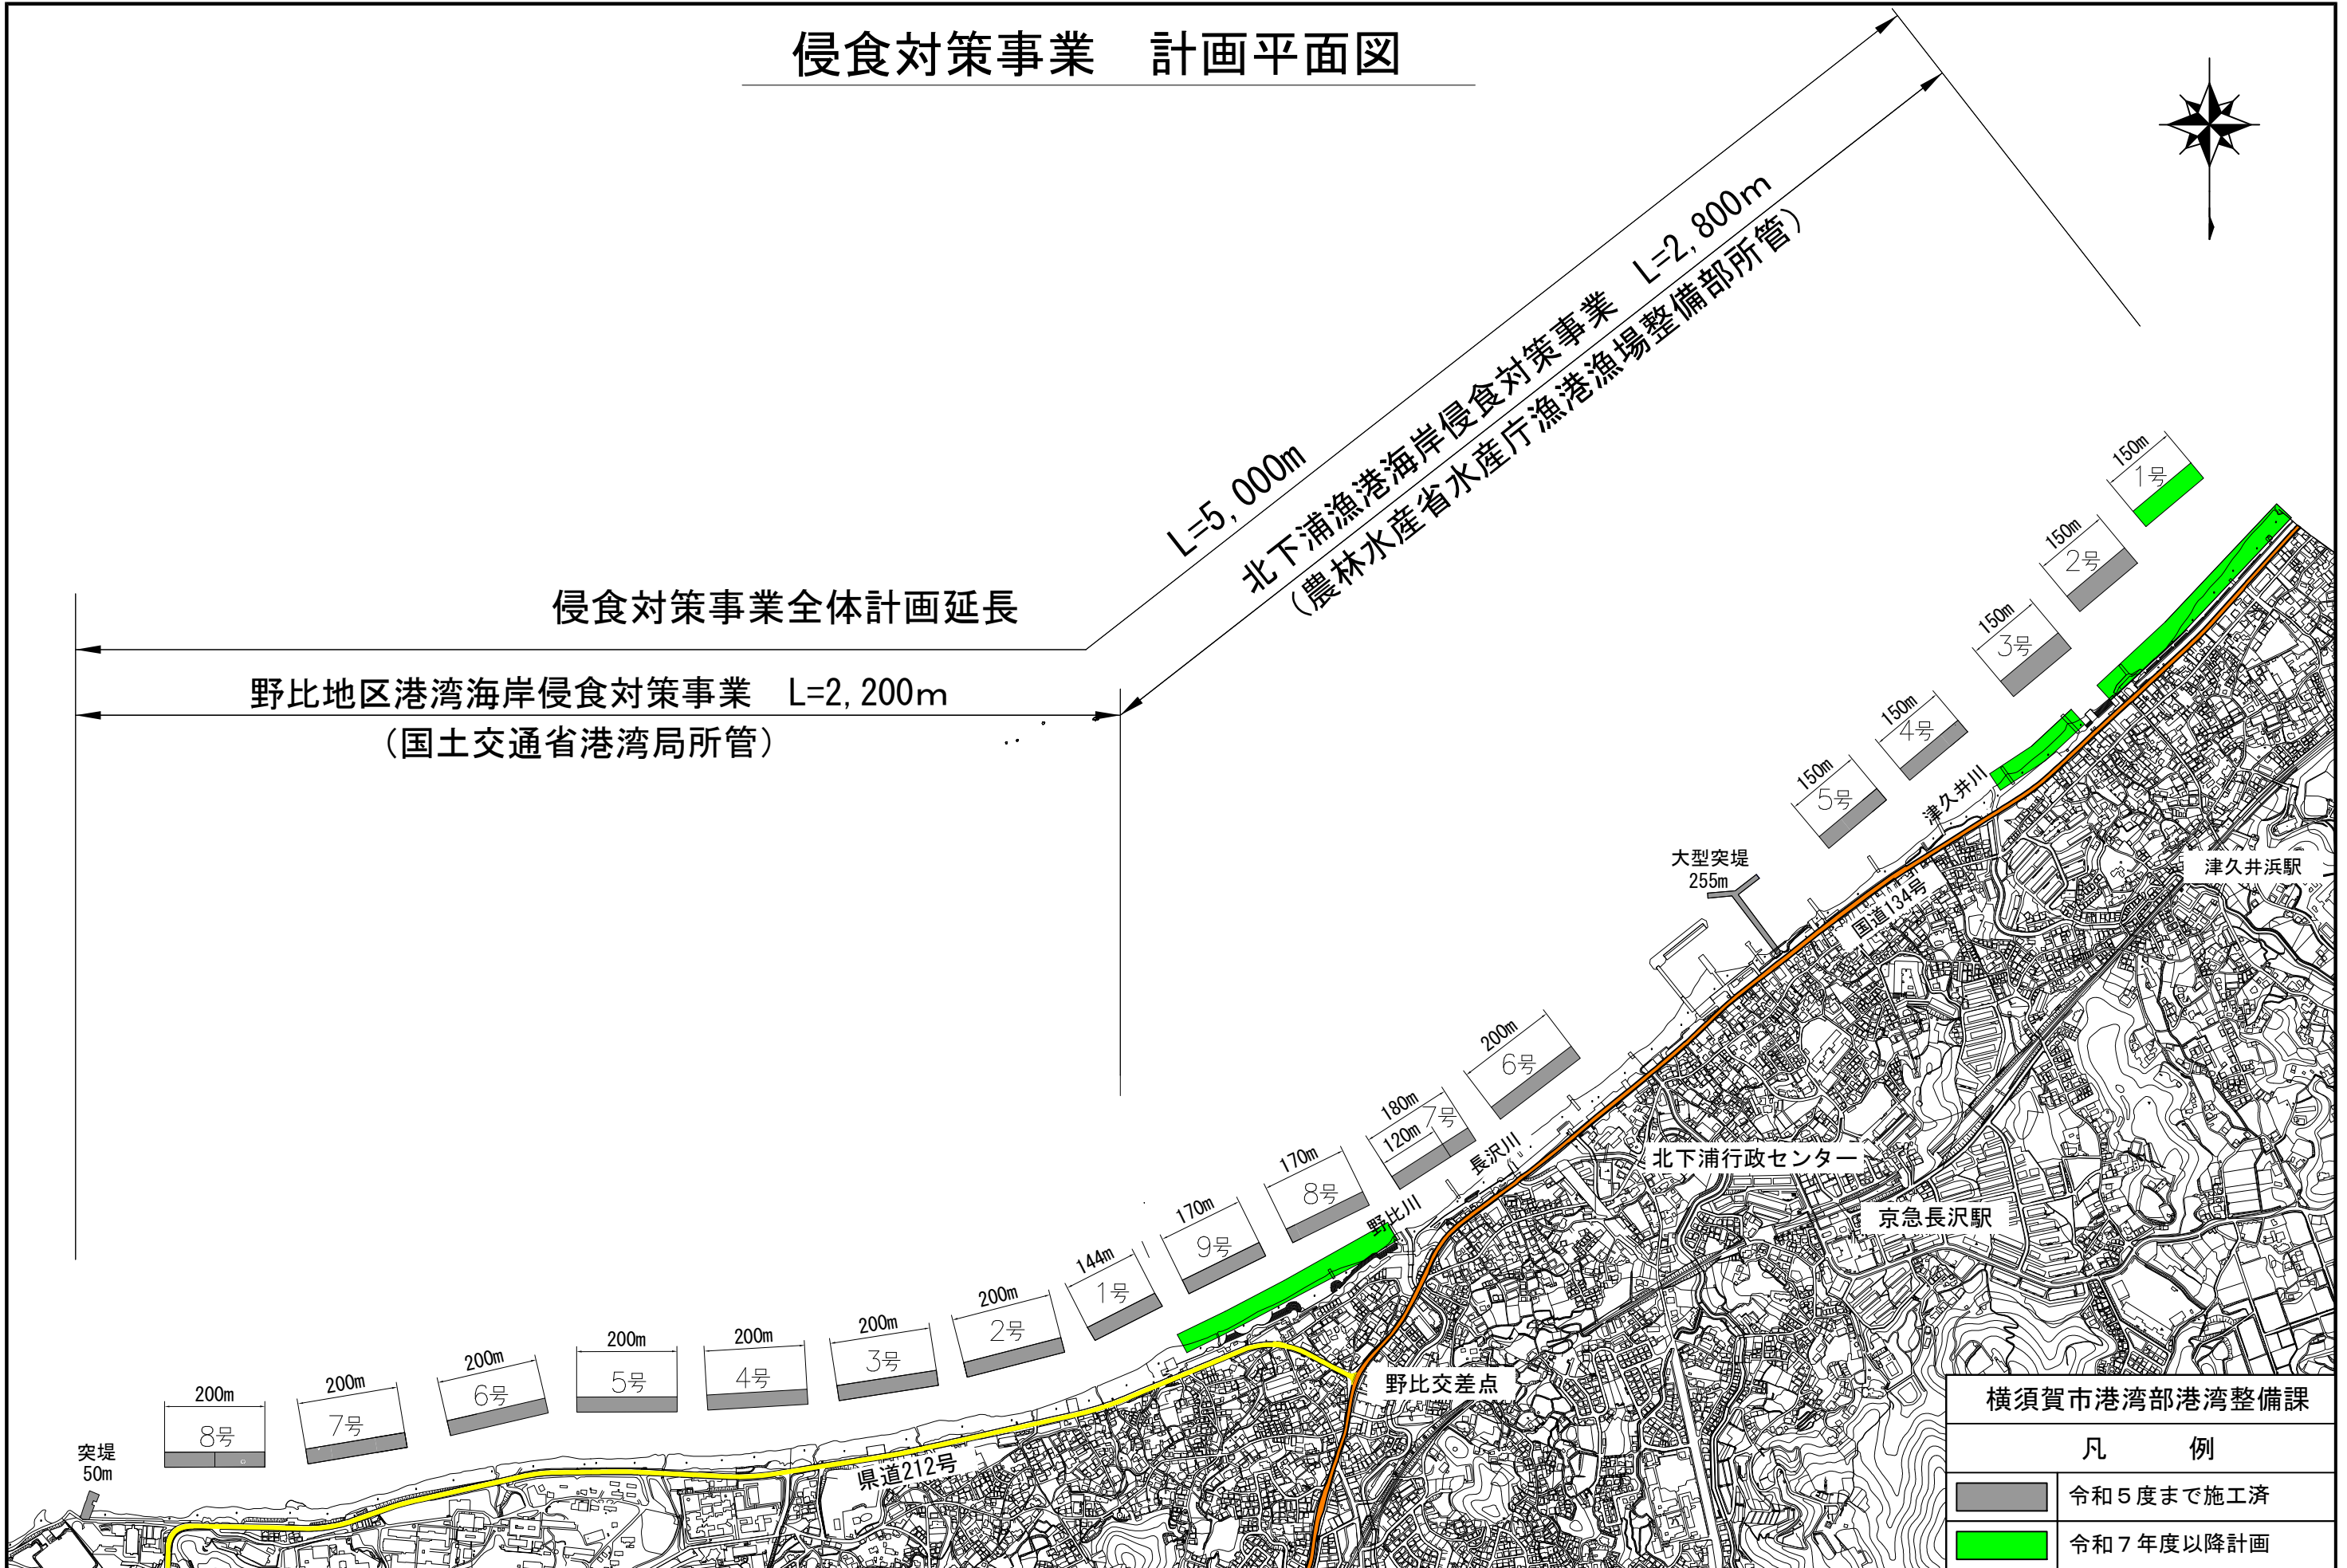 侵食対策事業　計画平面図
L=5,000m
侵食対策事業全体計画延長
北下浦漁港海岸侵食対策事業　L=2,800m
（農林水産省水産庁漁港漁場整備部所管）
野比地区港湾海岸侵食対策事業　L=2,200m
（国土交通省港湾局所管）
150m
1号
150m
2号
150m
3号
150m
4号
150m
5号
津久井川
津久井浜駅
大型突堤
255m
国道134号
200m
6号
180m
7号
120m
長沢川
北下浦行政センター
京急長沢駅
170m
8号
野比川
170m
9号
144m
1号
200m
2号
200m
3号
200m
4号
200m
5号
200m
6号
200m
7号
200m
8号
突堤
50m
県道212号
野比交差点
横須賀市港湾部港湾整備課
凡　例
令和５度まで施工済
令和７年度以降計画